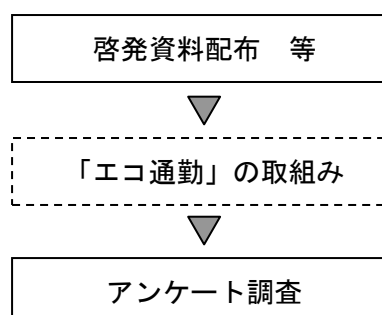 啓発資料配布　等
「エコ通勤」の取組み
アンケート調査